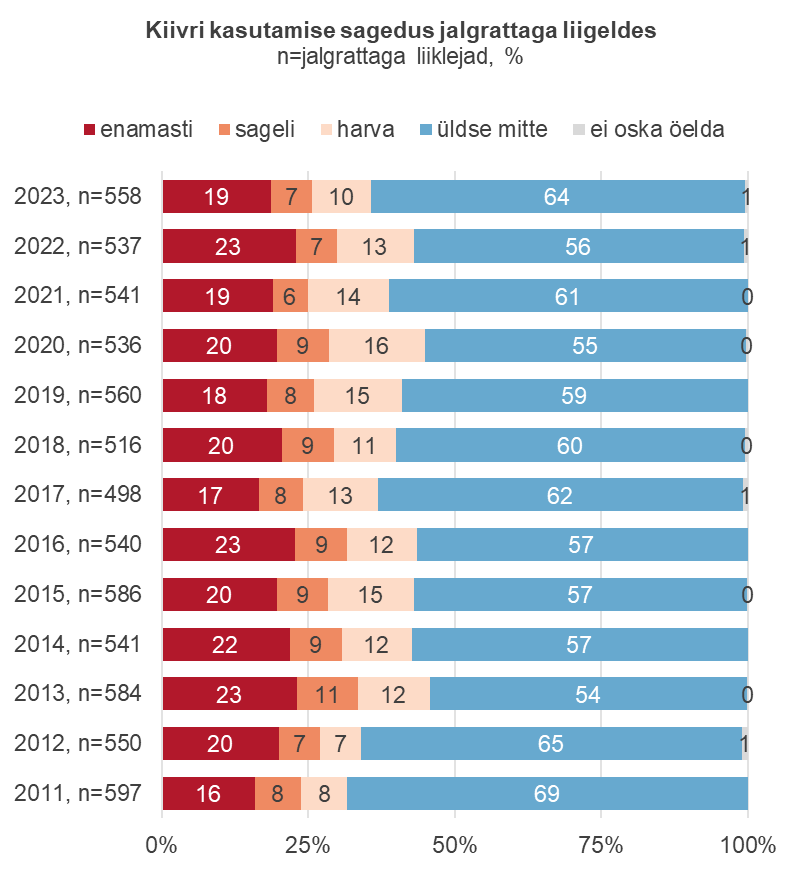 Kiivri kasutamise sagedus jalgrattaga liigeldes
n=jalgrattaga liiklejad, %
enamasti sageli harva üldse mitte ei oska öelda
2023, n=558 19 7 10 64 1
2022, n=537 23 7 13 56 1
2021, n=541 19 6 14 61 0
2020, n=536 20 9 16 55 0
2019, n=560 18 8 15 59
2018, n=516 20 9 11 60 0
2017, n=498 17 8 13 62 1
2016, n=540 23 9 12 57
2015, n=586 20 9 15 57 0
2014, n=541 22 9 12 57
2013, n=584 23 11 12 54 0
2012, n=550 20 7 7 65 1
2011, n=597 16 8 8 69
0% 25% 50% 75% 100%